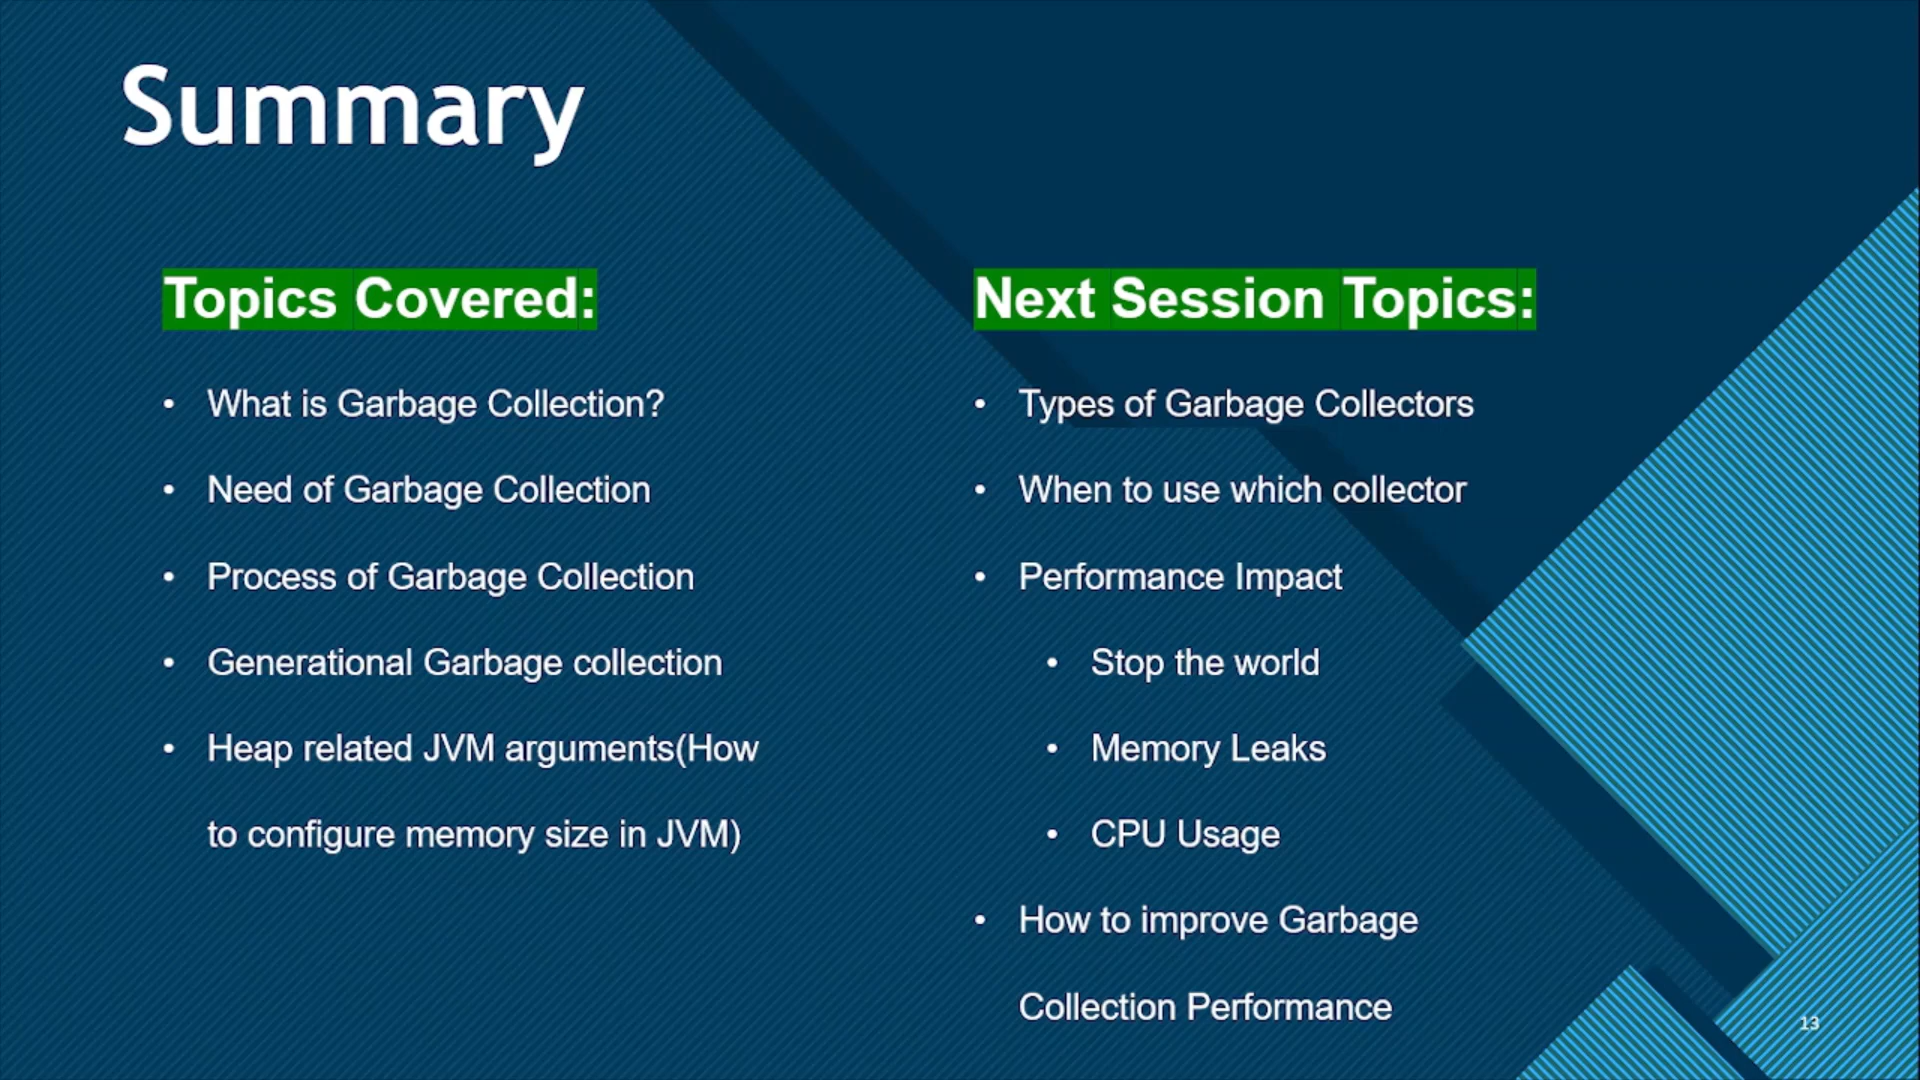 Summary
Topics Covered:
• What is Garbage Collection?
• Need of Garbage Collection
• Process of Garbage Collection
• Generational Garbage collection
• Heap related JVM arguments(How
to configure memory size in JVM)
Next Session Topics:
• Types of Garbage Collectors
• When to use which collector
• Performance Impact
• Stop the world
• Memory Leaks
• CPU Usage
• How to improve Garbage
Collection Performance
13